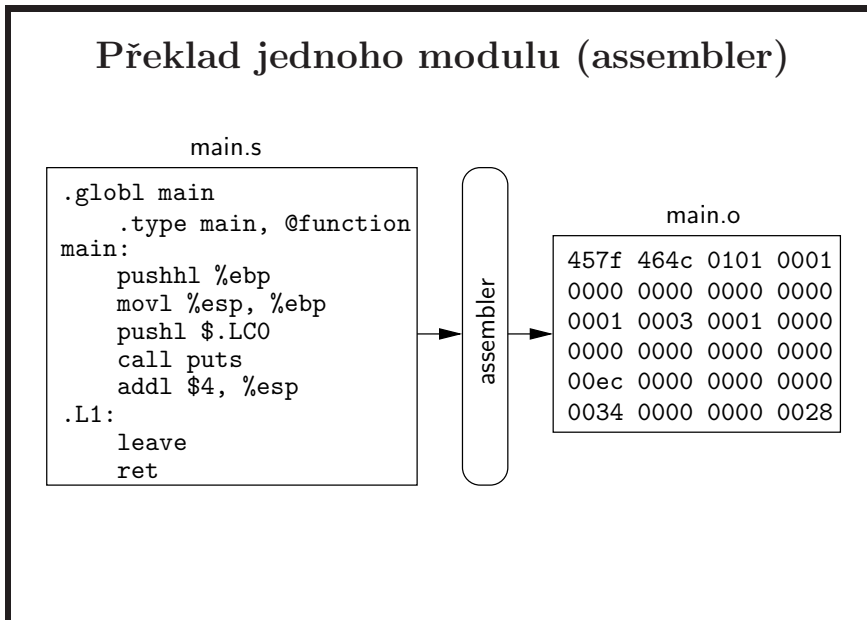 Překlad jednoho modulu (assembler)
main.s
.globl main
.type main, @function
main:
pushhl %ebp
movl %esp, %ebp
pushl $.LC0
call puts
addl $4, %esp
.L1:
leave
ret
assembler
main.o
457f 464c 0101 0001
0000 0000 0000 0000
0001 0003 0001 0000
0000 0000 0000 0000
00ec 0000 0000 0000
0034 0000 0000 0028